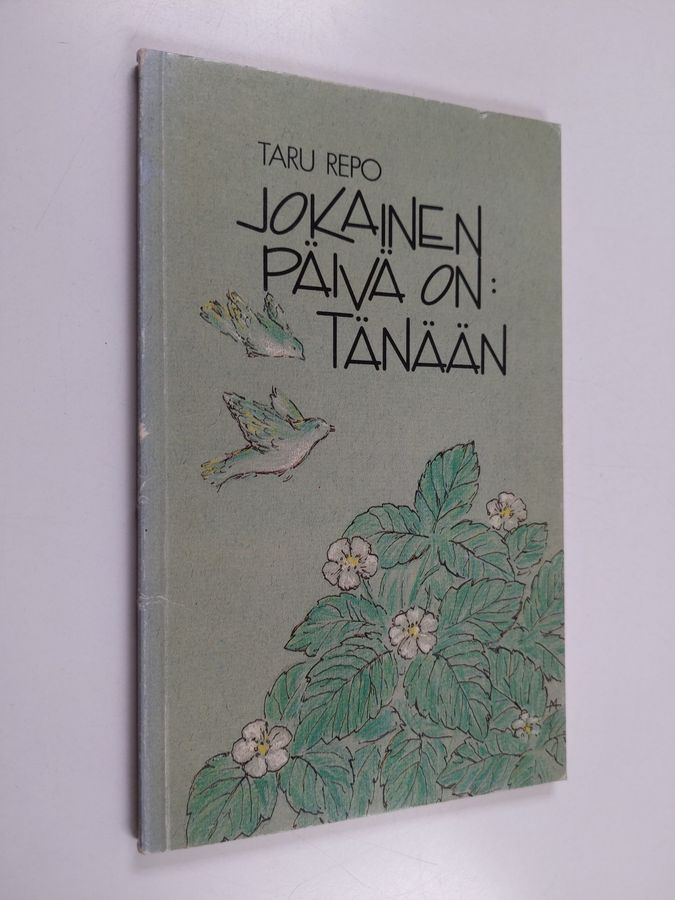 TARU REPO
JOKAINEN
PÄIVÄ ON:
TÄNÄÄN